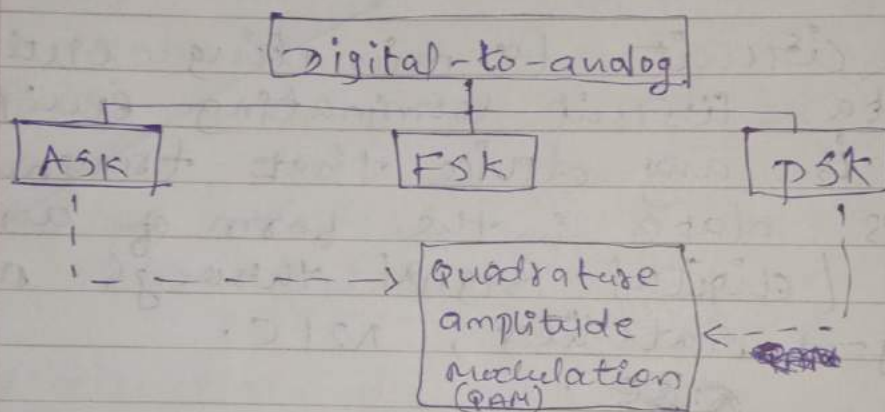 Digital-to-analog
ASK
FSK
PSK
Quadrature
amplitude
modulation
(QAM)